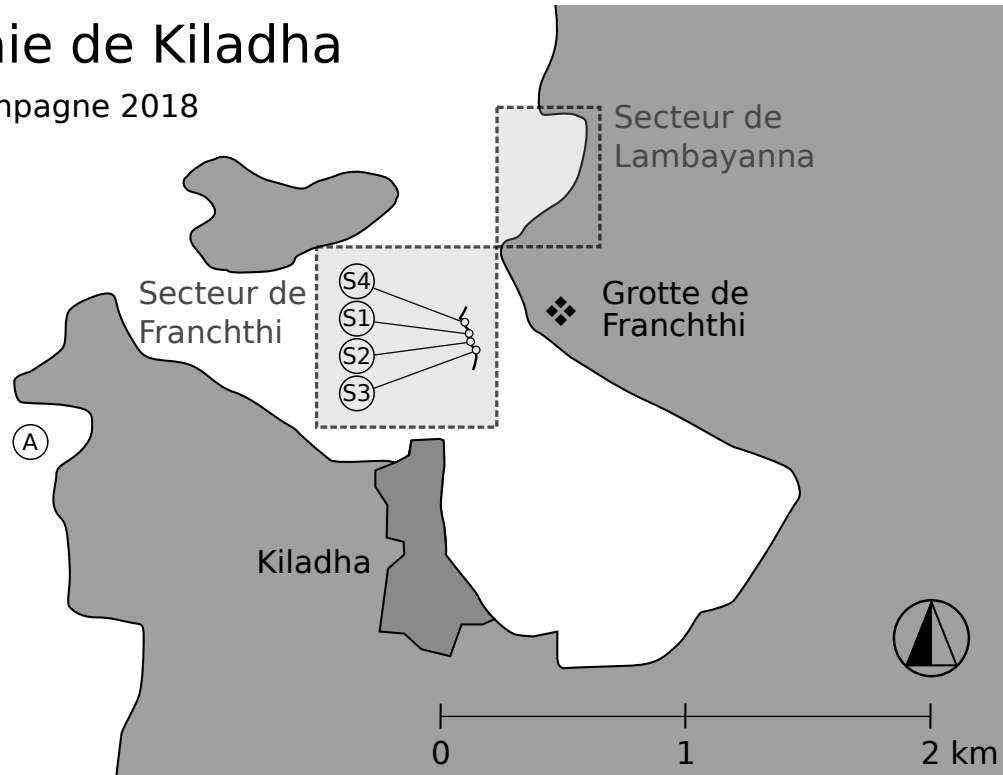 ie de Kiladha
mpagne 2018
Secteur de
Lambayanna
Secteur de
Franchthi
S4
S1
S2
S3
Grotte de
Franchthi
A
Kiladha
0 1 2 km